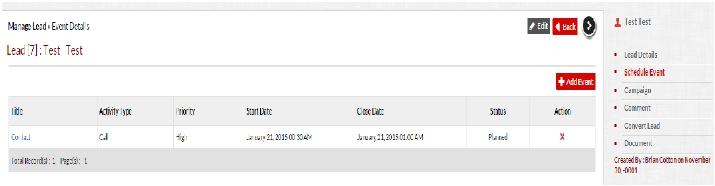 Manage Lead › Event Details
Edit
Back
Lead [7] : Test Test
Add Event
Title Activity Type Priority Start Date Close Date Status Action
Contact Call High January 21, 2015 00:30 AM January 21, 2015 01:00 AM Planned X
Total Record(s) : 1 Page(s) : 1
Test Test
Lead Details
Schedule Event
Campaign
Comment
Convert Lead
Document
Created By : Brian Cotton on November
30, -0001